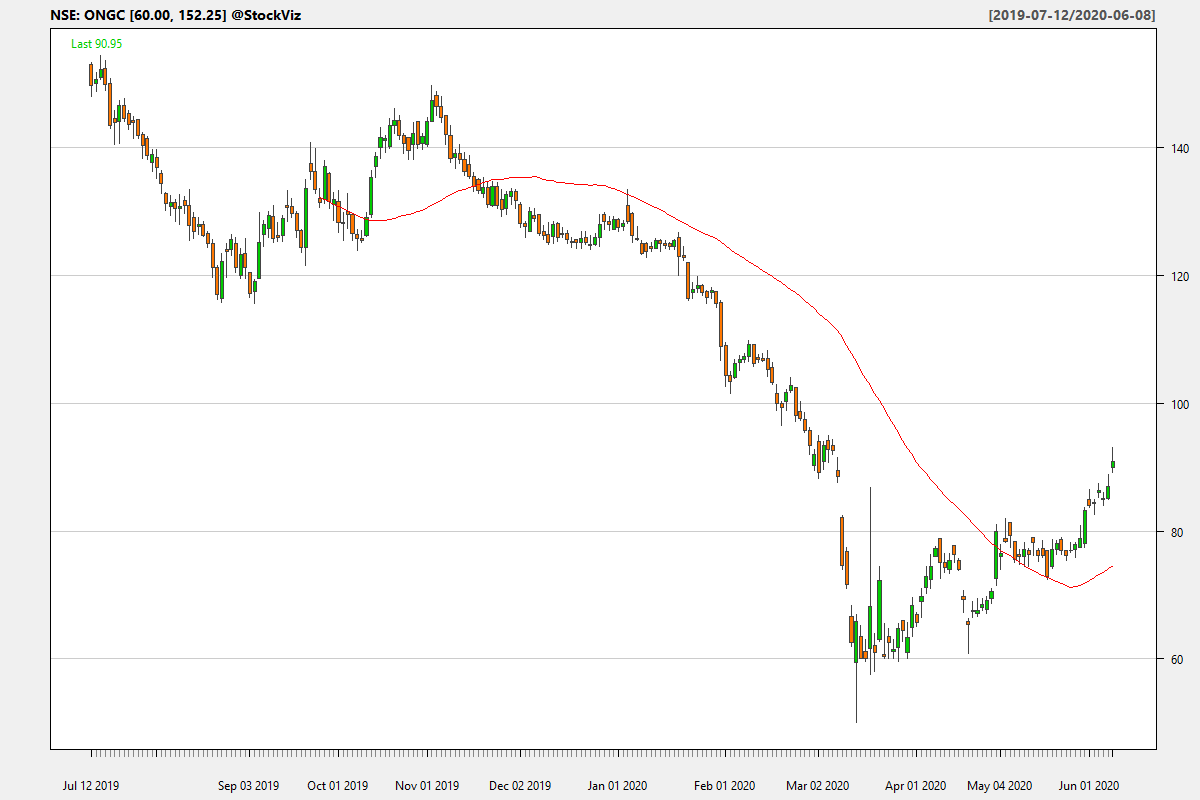 NSE: ONGC [60.00, 152.25] @StockViz [2019-07-12/2020-06-08]
Last 90.95
140
120
100
80
60
Jul 12 2019 Sep 03 2019 Oct 01 2019 Nov 01 2019 Dec 02 2019 Jan 01 2020 Feb 01 2020 Mar 02 2020 Apr 01 2020 May 04 2020 Jun 01 2020